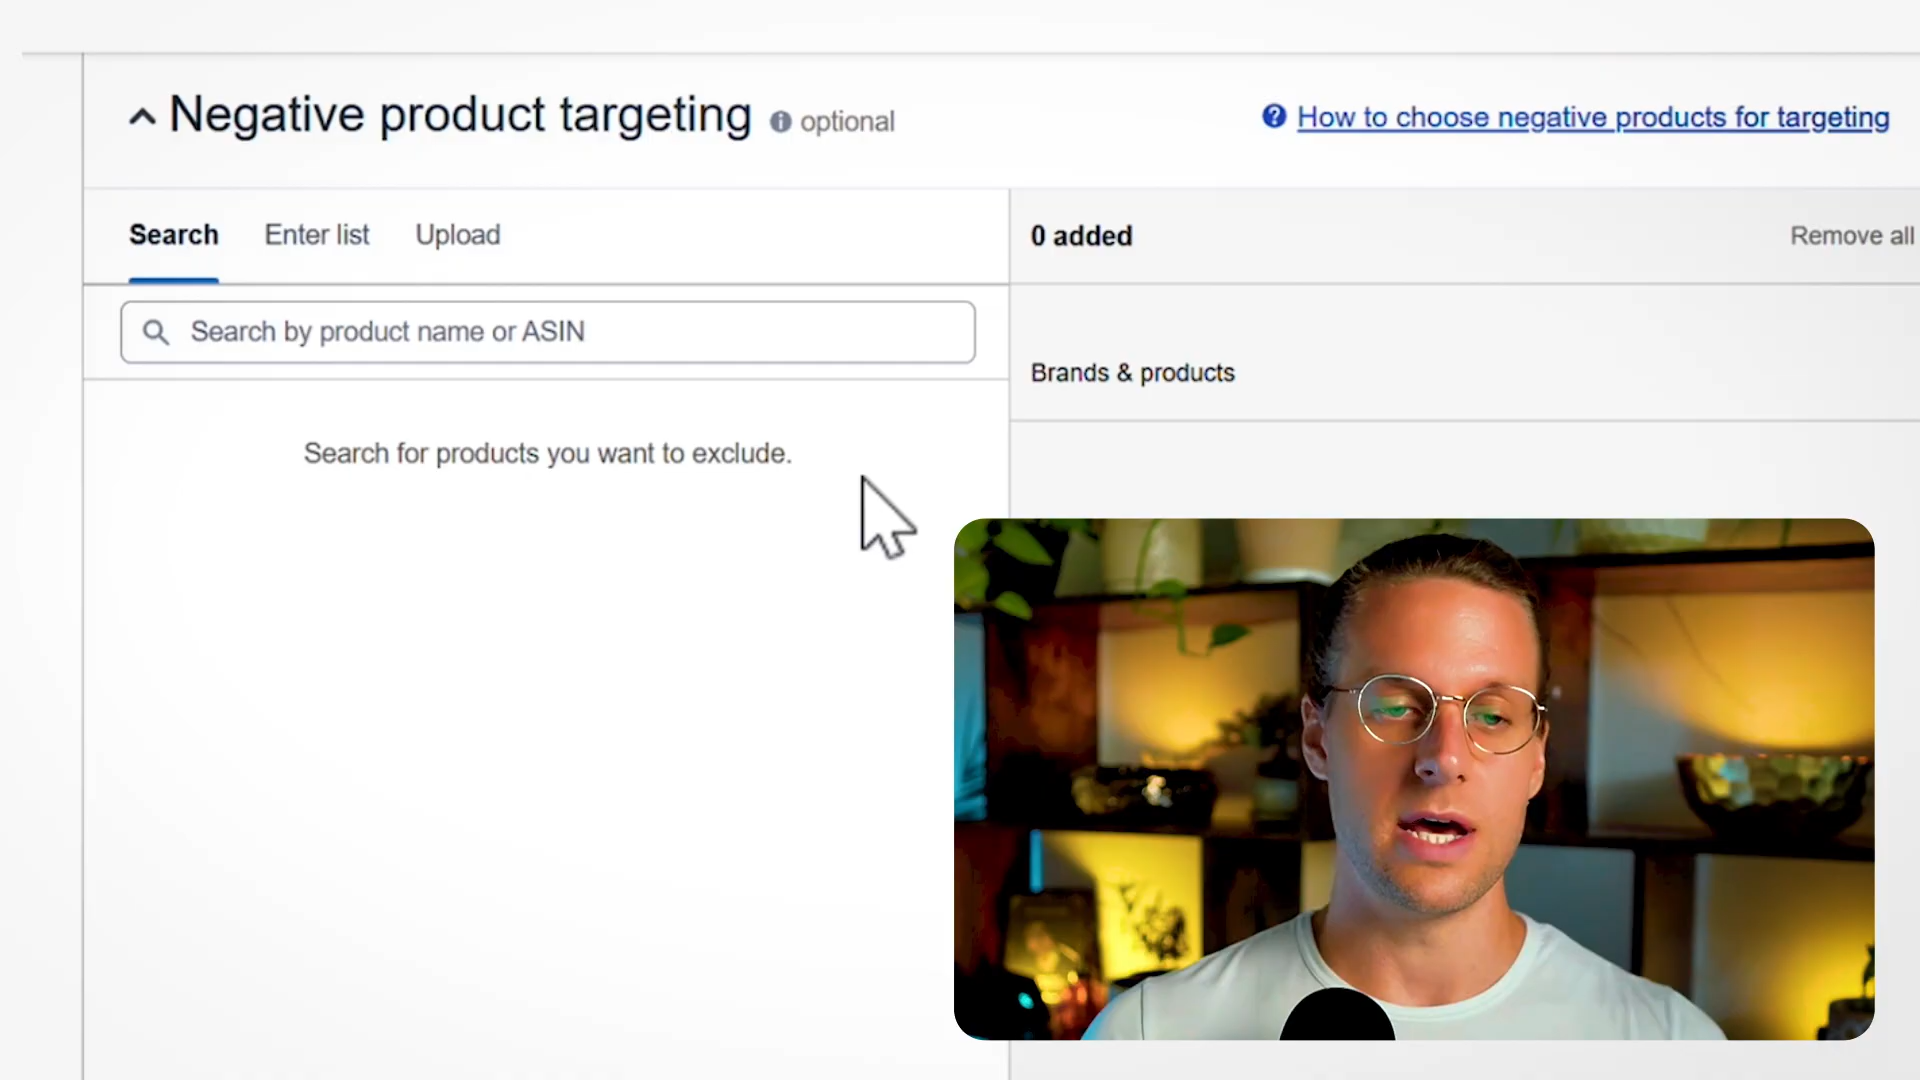 Negative product targeting optional
How to choose negative products for targeting
Search Enter list Upload
0 added
Remove all
Search by product name or ASIN
Brands & products
Search for products you want to exclude.